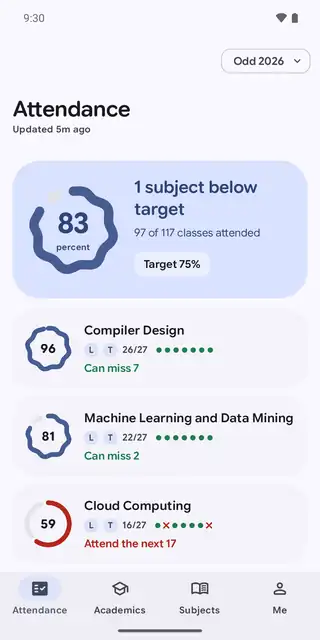 9:30
Odd 2026
Attendance
Updated 5m ago
83
percent
1 subject below
target
97 of 117 classes attended
Target 75%
96
Compiler Design
L T 26/27
Can miss 7
81
Machine Learning and Data Mining
L T 22/27
Can miss 2
59
Cloud Computing
L T 16/27
Attend the next 17
Attendance Academics Subjects Me